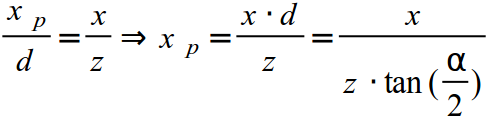 x_p / d = x / z ⇒ x_p = x · d / z = x / (z · tan(α / 2))